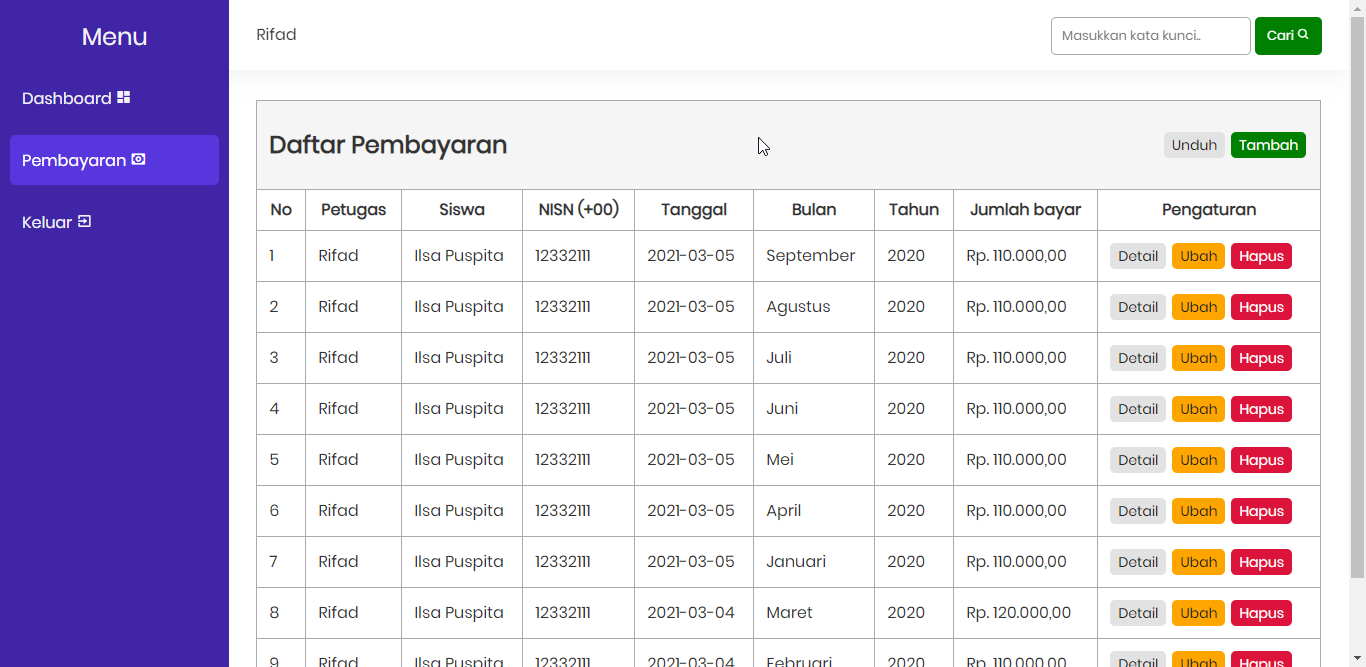 Menu
Rifad
Masukkan kata kunci..
Cari
Dashboard
Pembayaran
Keluar
Daftar Pembayaran
Unduh
Tambah
No Petugas Siswa NISN (+00) Tanggal Bulan Tahun Jumlah bayar Pengaturan
1 Rifad Ilsa Puspita 12332111 2021-03-05 September 2020 Rp. 110.000,00 Detail Ubah Hapus
2 Rifad Ilsa Puspita 12332111 2021-03-05 Agustus 2020 Rp. 110.000,00 Detail Ubah Hapus
3 Rifad Ilsa Puspita 12332111 2021-03-05 Juli 2020 Rp. 110.000,00 Detail Ubah Hapus
4 Rifad Ilsa Puspita 12332111 2021-03-05 Juni 2020 Rp. 110.000,00 Detail Ubah Hapus
5 Rifad Ilsa Puspita 12332111 2021-03-05 Mei 2020 Rp. 110.000,00 Detail Ubah Hapus
6 Rifad Ilsa Puspita 12332111 2021-03-05 April 2020 Rp. 110.000,00 Detail Ubah Hapus
7 Rifad Ilsa Puspita 12332111 2021-03-05 Januari 2020 Rp. 110.000,00 Detail Ubah Hapus
8 Rifad Ilsa Puspita 12332111 2021-03-04 Maret 2020 Rp. 120.000,00 Detail Ubah Hapus
9 Rifad Ilsa Puspita 12332111 2021-03-04 Februari 2020 Rp. 110.000,00 Detail Ubah Hapus